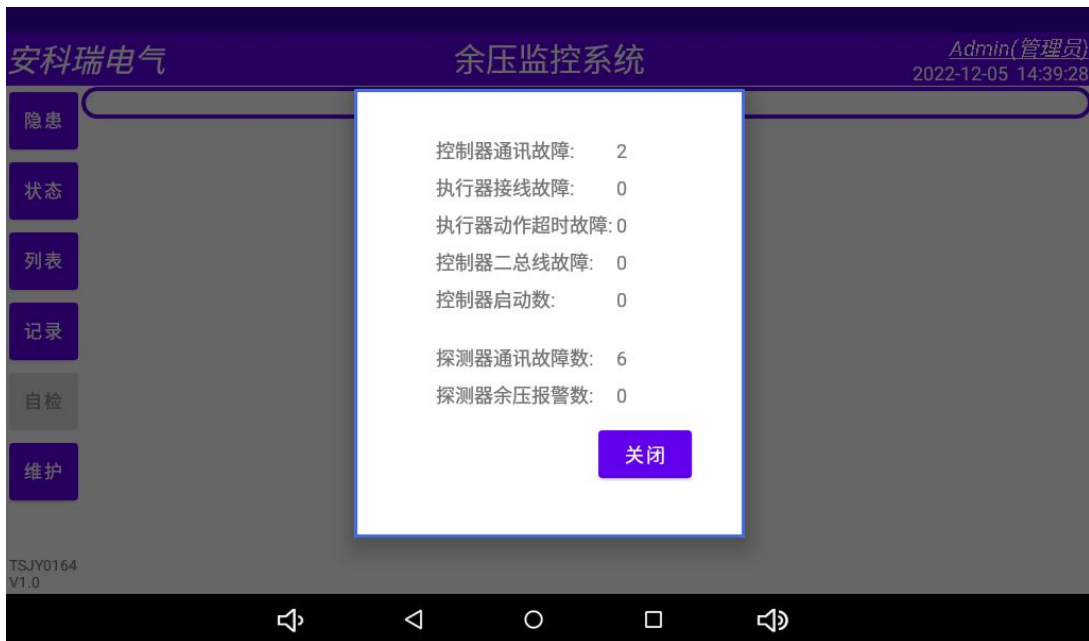 安科瑞电气
余压监控系统
Admin(管理员)
2022-12-05 14:39:28
隐患
状态
列表
记录
自检
维护
控制器通讯故障: 2
执行器接线故障: 0
执行器动作超时故障: 0
控制器二总线故障: 0
控制器启动数: 0
探测器通讯故障数: 6
探测器余压报警数: 0
关闭
TSJY0164
V1.0